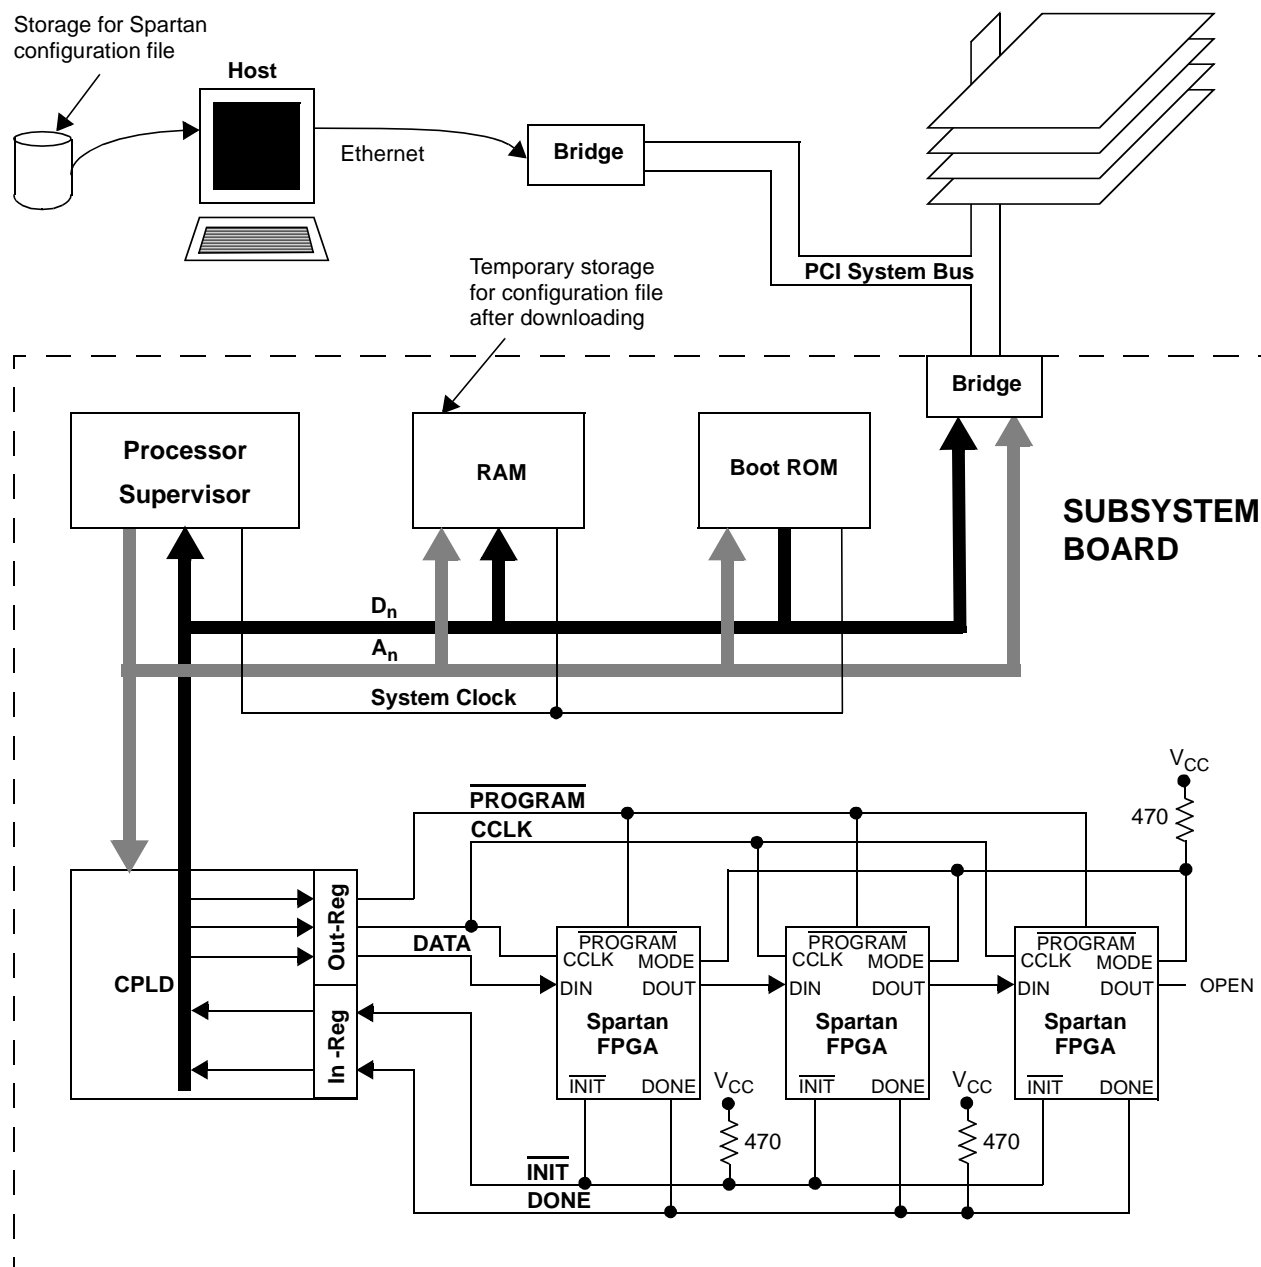 Storage for Spartan
configuration file
Host
Ethernet
Bridge
PCI System Bus
Temporary storage
for configuration file
after downloading
Bridge
Processor
Supervisor
RAM
Boot ROM
SUBSYSTEM
BOARD
Dn
An
System Clock
VCC
470
PROGRAM
CCLK
DATA
CPLD
Out-Reg
In -Reg
PROGRAM
CCLK
MODE
DIN
DOUT
Spartan
FPGA
INIT
DONE
PROGRAM
CCLK
MODE
DIN
DOUT
Spartan
FPGA
INIT
DONE
PROGRAM
CCLK
MODE
DIN
DOUT
OPEN
Spartan
FPGA
INIT
DONE
VCC
470
VCC
470
INIT
DONE